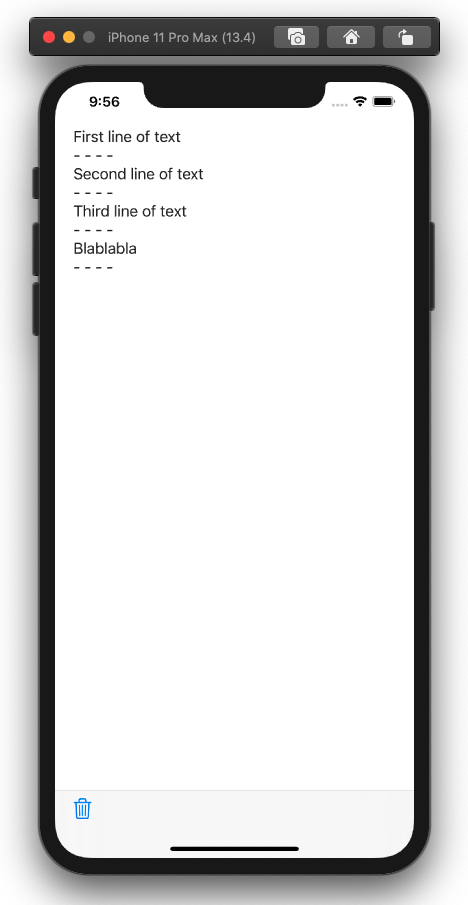 iPhone 11 Pro Max (13.4)
9:56
First line of text
- - - -
Second line of text
- - - -
Third line of text
- - - -
Blablabla
- - - -